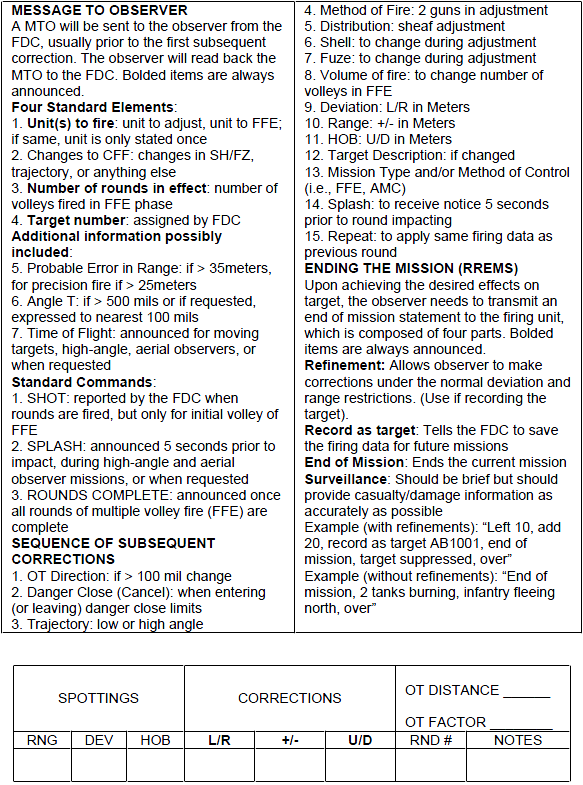 MESSAGE TO OBSERVER
A MTO will be sent to the observer from the
FDC, usually prior to the first subsequent
correction. The observer will read back the
MTO to the FDC. Bolded items are always
announced.
Four Standard Elements:
1. Unit(s) to fire: unit to adjust, unit to FFE;
if same, unit is only stated once
2. Changes to CFF: changes in SH/FZ,
trajectory, or anything else
3. Number of rounds in effect: number of
volleys fired in FFE phase
4. Target number: assigned by FDC
Additional information possibly
included:
5. Probable Error in Range: if > 35meters,
for precision fire if > 25meters
6. Angle T: if > 500 mils or if requested,
expressed to nearest 100 mils
7. Time of Flight: announced for moving
targets, high-angle, aerial observers, or
when requested
Standard Commands:
1. SHOT: reported by the FDC when
rounds are fired, but only for initial volley of
FFE
2. SPLASH: announced 5 seconds prior to
impact, during high-angle and aerial
observer missions, or when requested
3. ROUNDS COMPLETE: announced once
all rounds of multiple volley fire (FFE) are
complete
SEQUENCE OF SUBSEQUENT
CORRECTIONS
1. OT Direction: if > 100 mil change
2. Danger Close (Cancel): when entering
(or leaving) danger close limits
3. Trajectory: low or high angle
4. Method of Fire: 2 guns in adjustment
5. Distribution: sheaf adjustment
6. Shell: to change during adjustment
7. Fuze: to change during adjustment
8. Volume of fire: to change number of
volleys in FFE
9. Deviation: L/R in Meters
10. Range: +/- in Meters
11. HOB: U/D in Meters
12. Target Description: if changed
13. Mission Type and/or Method of Control
(i.e., FFE, AMC)
14. Splash: to receive notice 5 seconds
prior to round impacting
15. Repeat: to apply same firing data as
previous round
ENDING THE MISSION (RREMS)
Upon achieving the desired effects on
target, the observer needs to transmit an
end of mission statement to the firing unit,
which is composed of four parts. Bolded
items are always announced.
Refinement: Allows observer to make
corrections under the normal deviation and
range restrictions. (Use if recording the
target).
Record as target: Tells the FDC to save
the firing data for future missions
End of Mission: Ends the current mission
Surveillance: Should be brief but should
provide casualty/damage information as
accurately as possible
Example (with refinements): “Left 10, add
20, record as target AB1001, end of
mission, target suppressed, over”
Example (without refinements): “End of
mission, 2 tanks burning, infantry fleeing
north, over”
SPOTTINGS CORRECTIONS OT DISTANCE ______
OT FACTOR ________
RNG DEV HOB L/R +/- U/D RND # NOTES